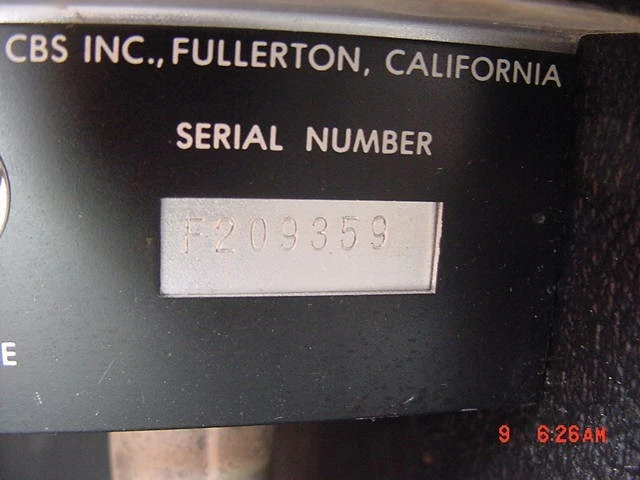 CBS INC., FULLERTON, CALIFORNIA
SERIAL NUMBER
F209359
E
9 6:26AM